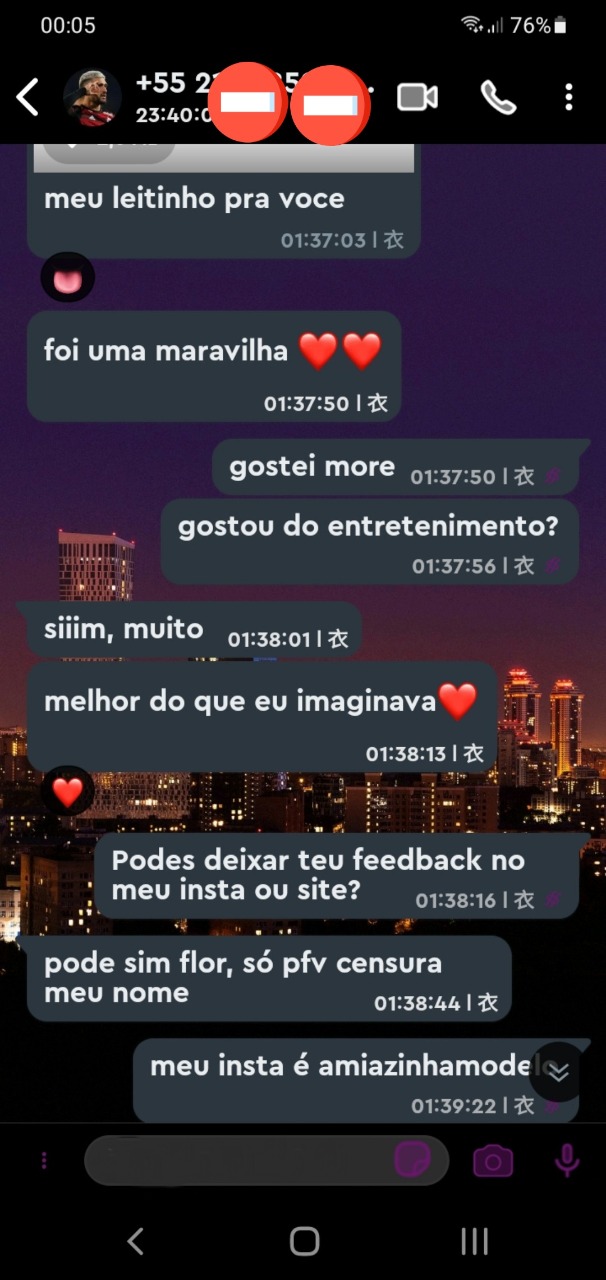 00:05
76%
+55 2
23:40:0
meu leitinho pra voce
01:37:03 | 衣
foi uma maravilha ❤️❤️
01:37:50 | 衣
gostei more 01:37:50 | 衣
gostou do entretenimento?
01:37:56 | 衣
siiim, muito 01:38:01 | 衣
melhor do que eu imaginava❤️
01:38:13 | 衣
Podes deixar teu feedback no
meu insta ou site? 01:38:16 | 衣
pode sim flor, só pfv censura
meu nome 01:38:44 | 衣
meu insta é amiazinhamodelo
01:39:22 | 衣